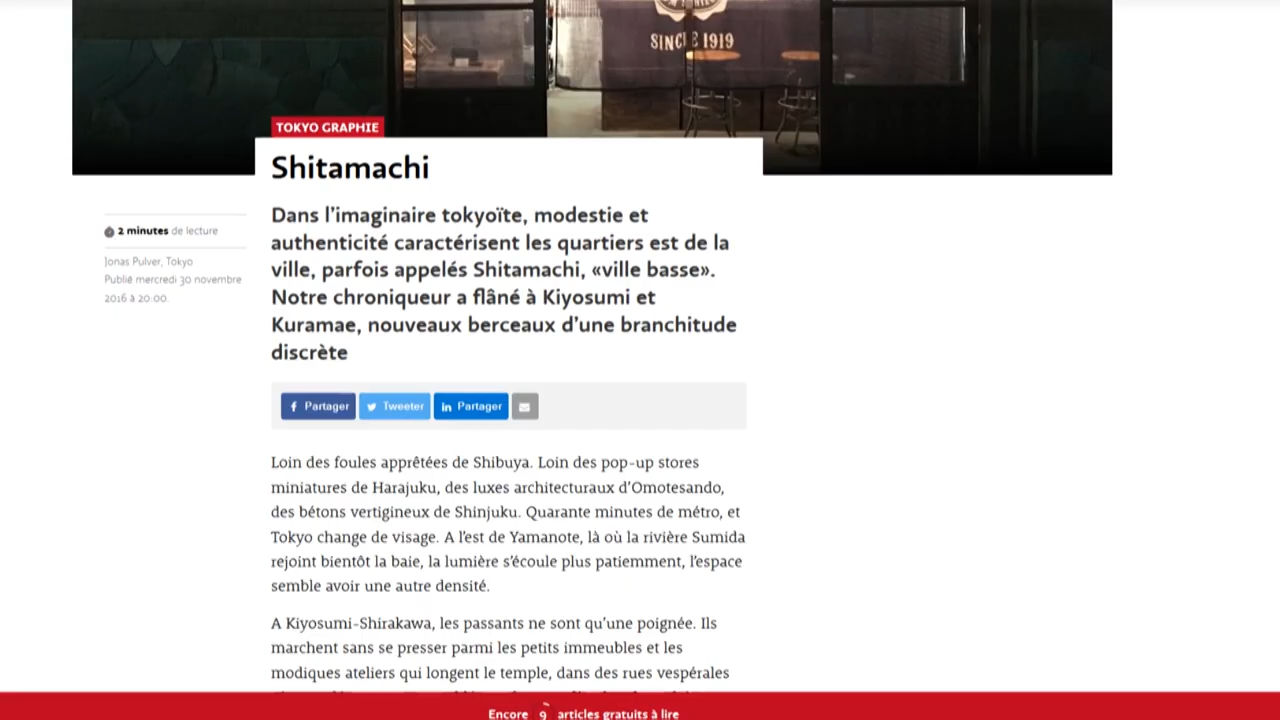 SINCE 1919
TOKYO GRAPHIE
Shitamachi
2 minutes de lecture
Jonas Pulver, Tokyo
Publié mercredi 30 novembre
2016 à 20:00.
Dans l'imaginaire tokyoïte, modestie et
authenticité caractérisent les quartiers est de la
ville, parfois appelés Shitamachi, «ville basse».
Notre chroniqueur a flâné à Kiyosumi et
Kuramae, nouveaux berceaux d'une branchitude
discrète
Partager
Tweeter
Partager
Loin des foules apprêtées de Shibuya. Loin des pop-up stores
miniatures de Harajuku, des luxes architecturaux d'Omotesando,
des bétons vertigineux de Shinjuku. Quarante minutes de métro, et
Tokyo change de visage. A l'est de Yamanote, là où la rivière Sumida
rejoint bientôt la baie, la lumière s'écoule plus patiemment, l'espace
semble avoir une autre densité.
A Kiyosumi-Shirakawa, les passants ne sont qu'une poignée. Ils
marchent sans se presser parmi les petits immeubles et les
modiques ateliers qui longent le temple, dans des rues vespérales
Encore 9 articles gratuits à lire